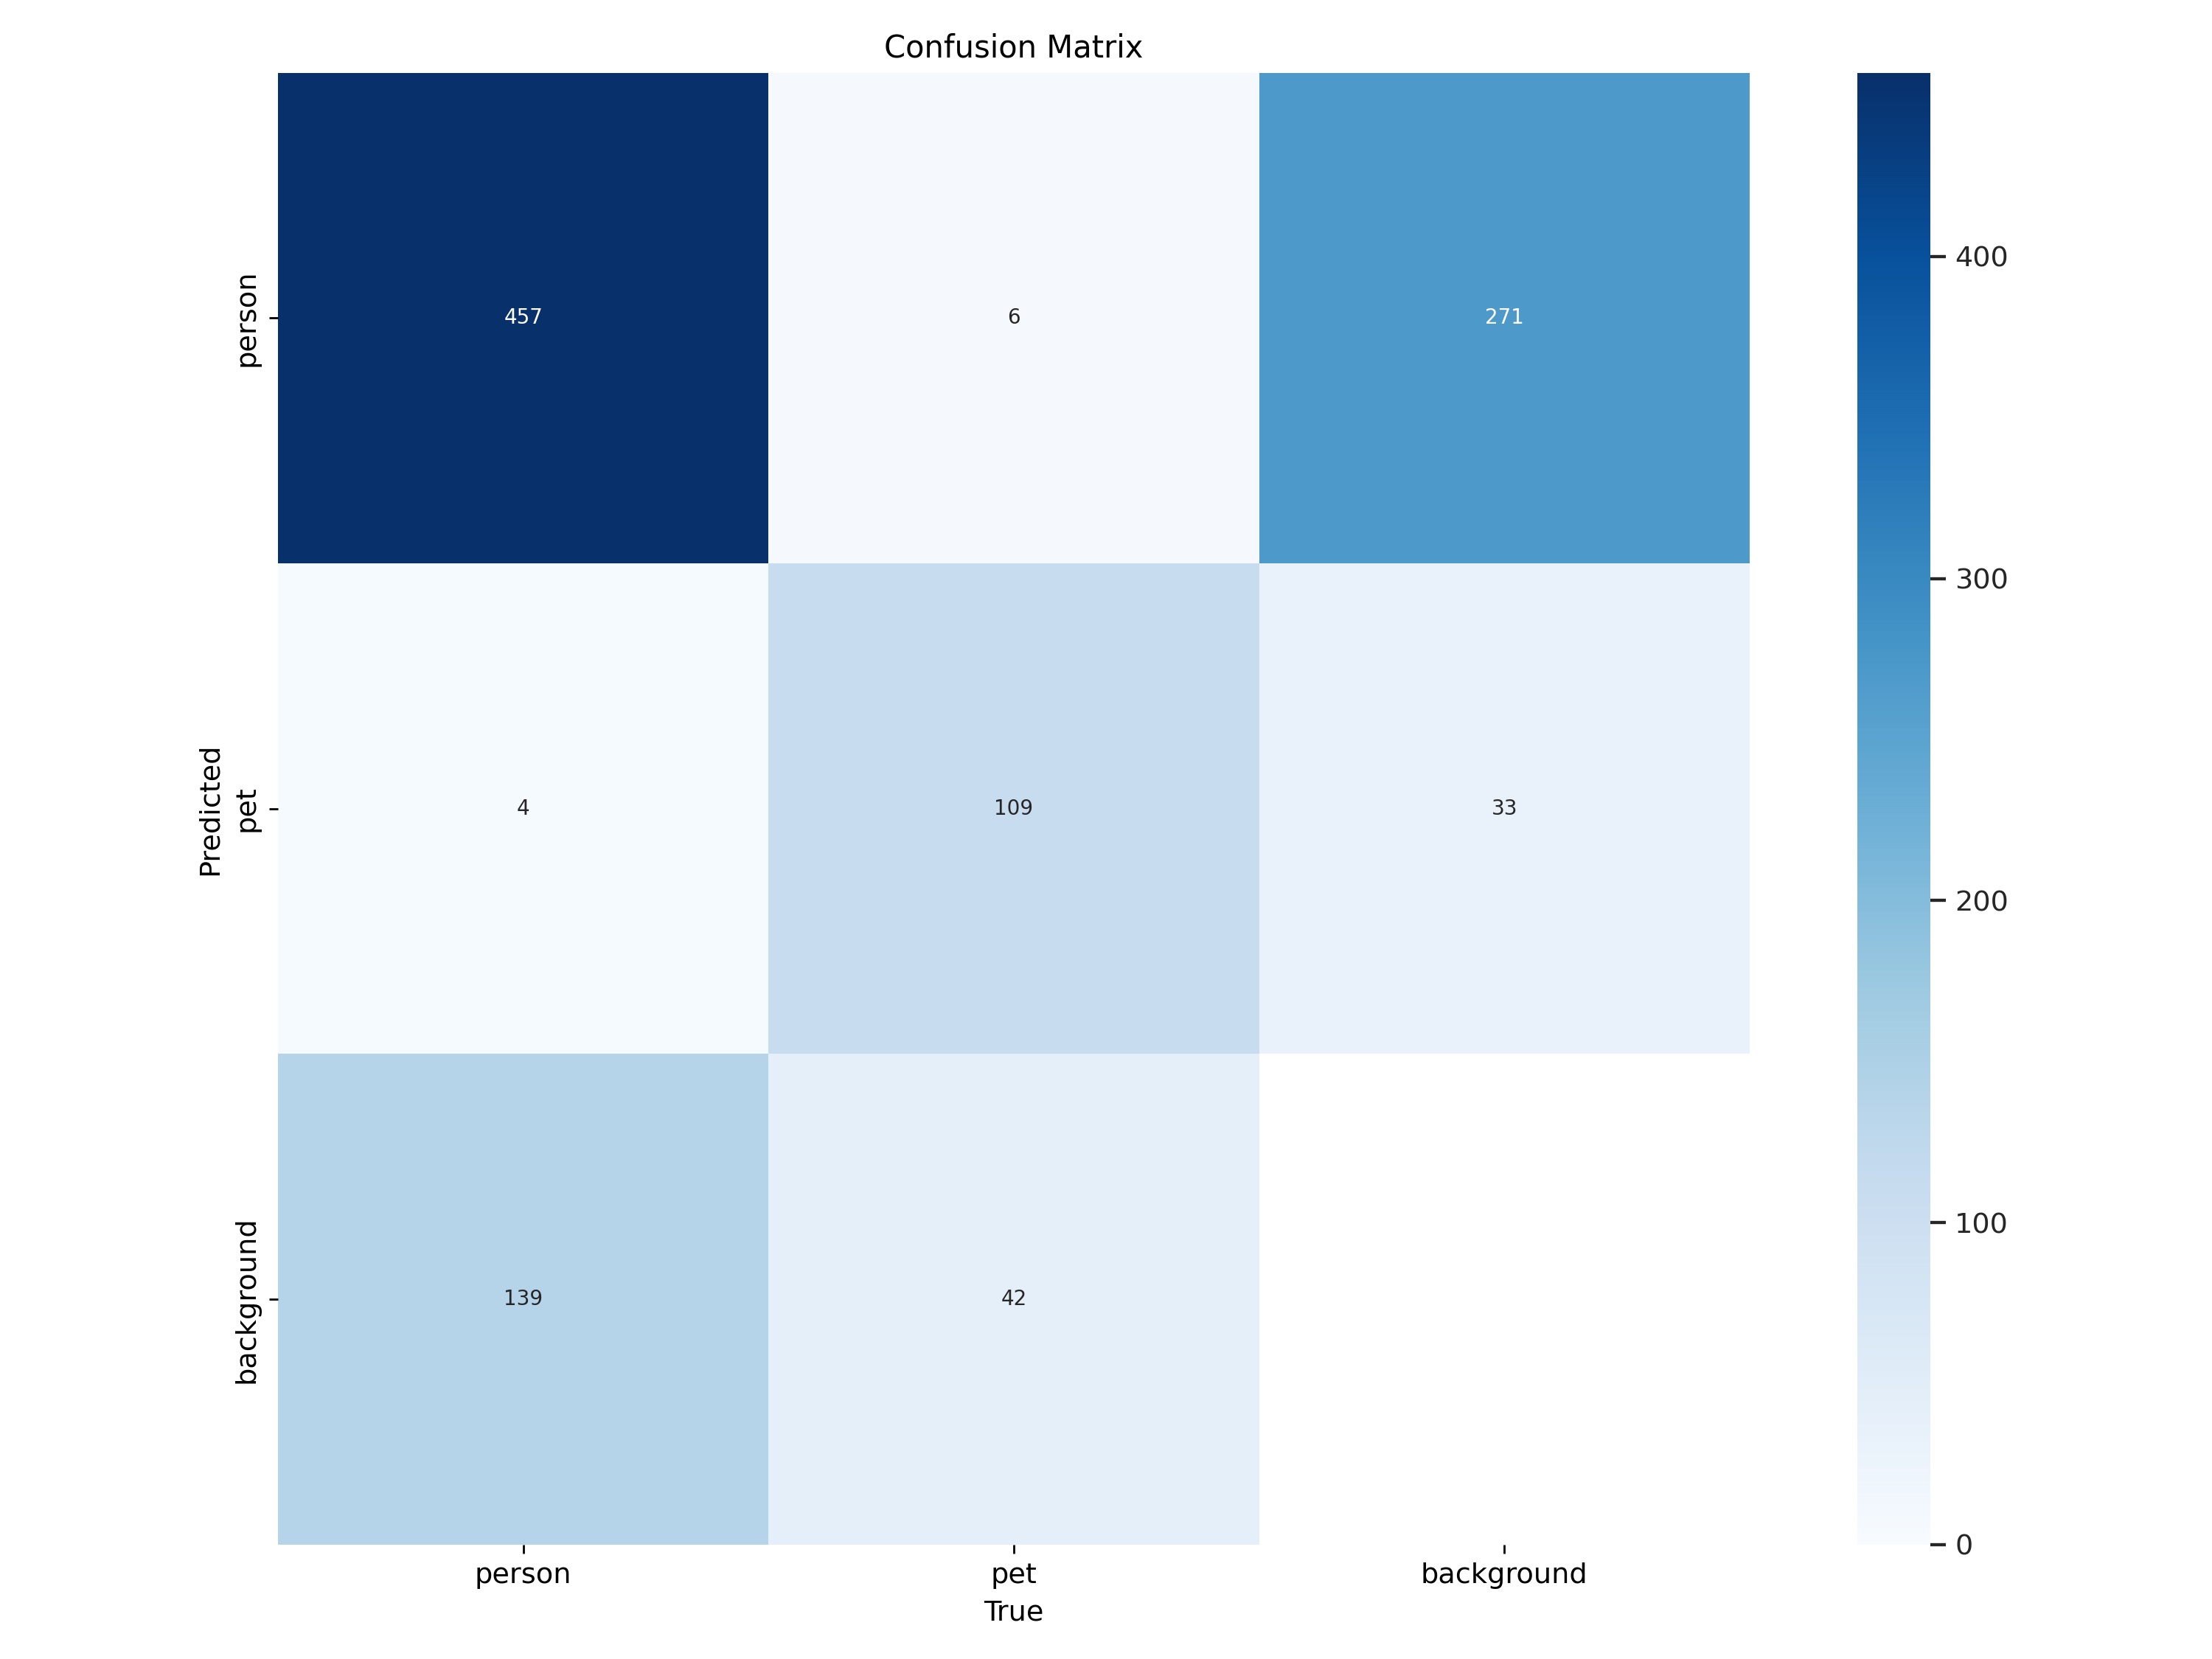 Confusion Matrix
person
457
6
271
400
300
Predicted
pet
4
109
33
200
100
background
139
42
0
person
pet
background
True